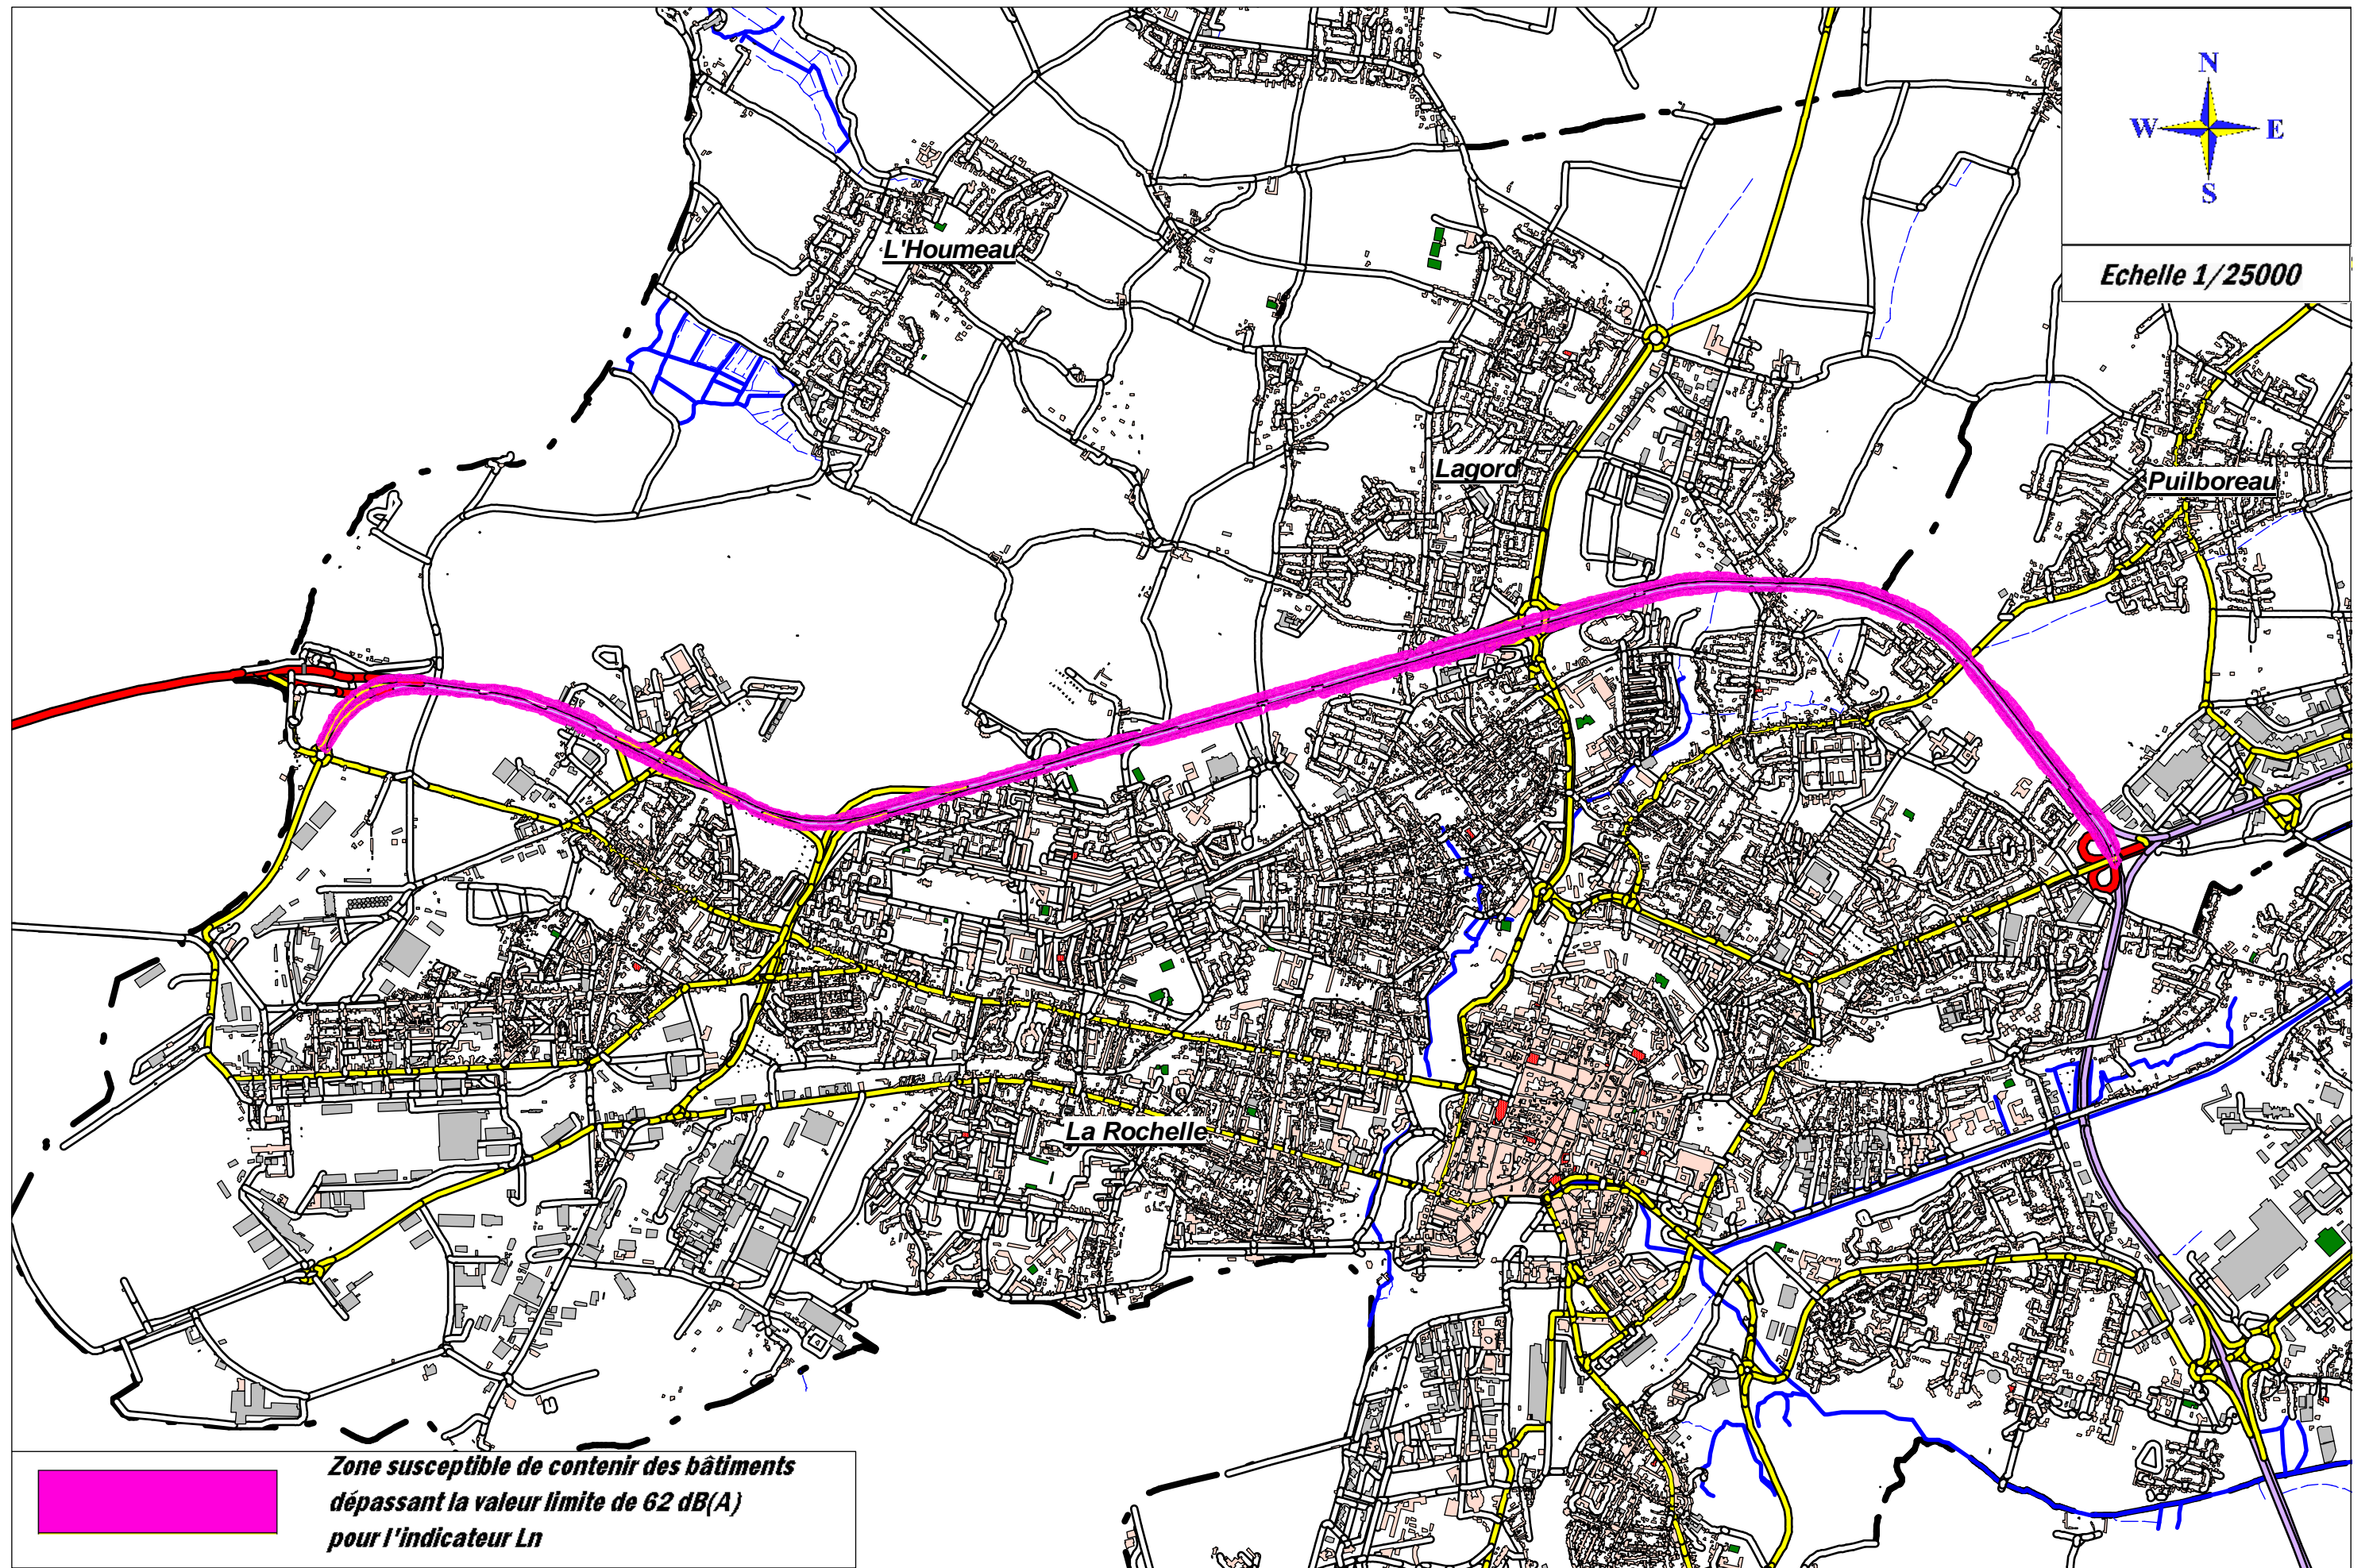 N
W E
S
Echelle 1/25000
L'Houmeau
Lagord
Puilboreau
La Rochelle
Zone susceptible de contenir des bâtiments
dépassant la valeur limite de 62 dB(A)
pour l'indicateur Ln